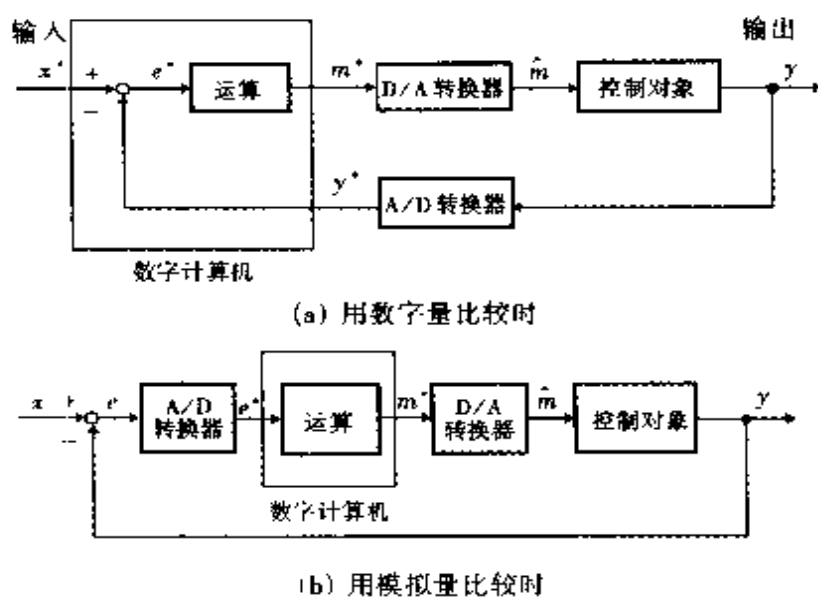 输入
输出
x* + e* 运算 m* D/A 转换器 m̂ 控制对象 y
−
y*
A/D 转换器
数字计算机
(a) 用数字量比较时
x + e A/D 转换器 e* 运算 m* D/A 转换器 m̂ 控制对象 y
−
数字计算机
(b) 用模拟量比较时